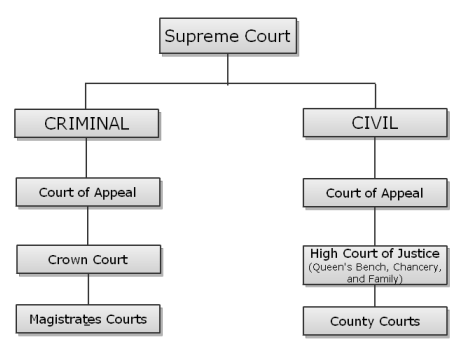 Supreme Court
CRIMINAL
CIVIL
Court of Appeal
Court of Appeal
Crown Court
High Court of Justice
(Queen's Bench, Chancery,
and Family)
Magistrates Courts
County Courts